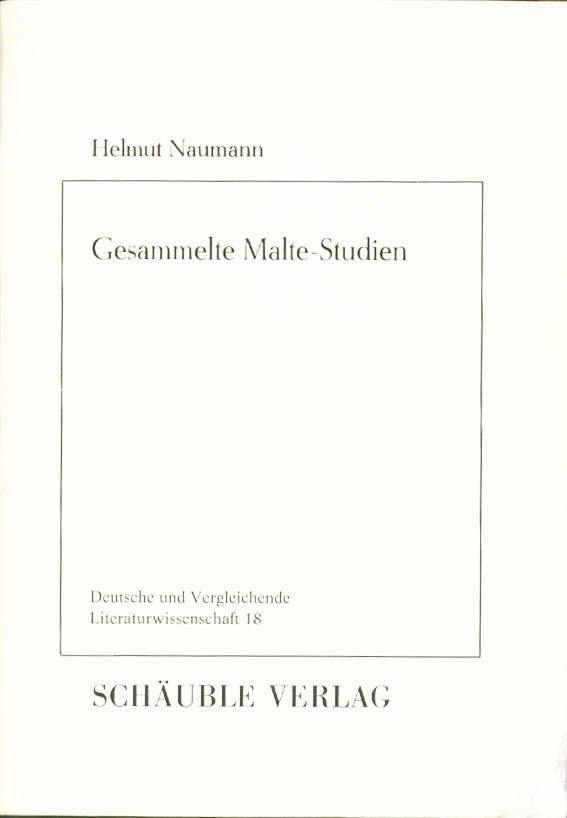 Helmut Naumann
Gesammelte Malte-Studien
Deutsche und Vergleichende
Literaturwissenschaft 18
SCHÄUBLE VERLAG